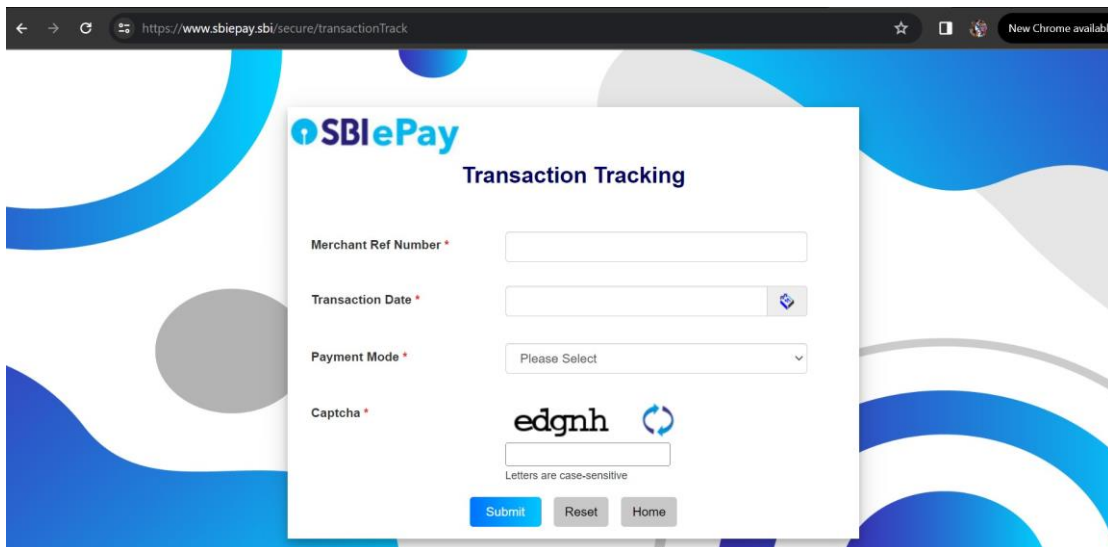 https://www.sbiepay.sbi/secure/transactionTrack
New Chrome availabl
SBIePay
Transaction Tracking
Merchant Ref Number *
Transaction Date *
Payment Mode * Please Select
Captcha * edgnh
Letters are case-sensitive
Submit Reset Home